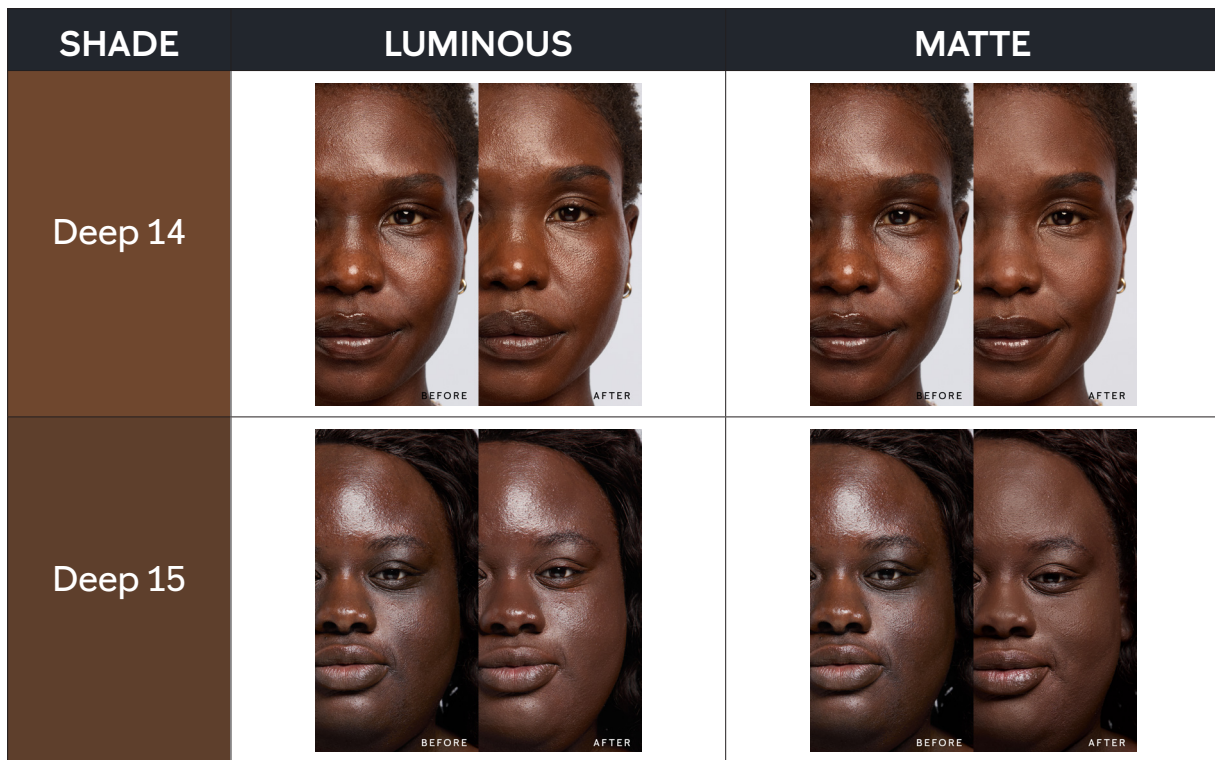 SHADE LUMINOUS MATTE
Deep 14
BEFORE AFTER BEFORE AFTER
Deep 15
BEFORE AFTER BEFORE AFTER